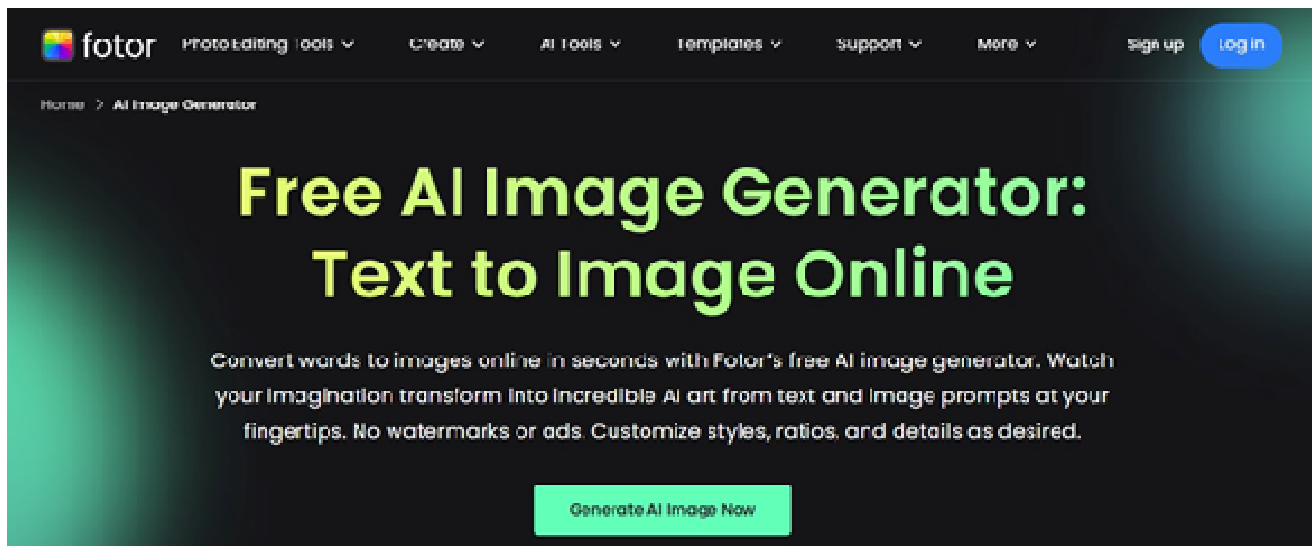 fotor Photo Editing Tools Create AI Tools Templates Support More Sign up Log in
Home > AI Image Generator
Free AI Image Generator:
Text to Image Online
Convert words to images online in seconds with Fotor's free AI image generator. Watch
your imagination transform into incredible AI art from text and image prompts at your
fingertips. No watermarks or ads. Customize styles, ratios, and details as desired.
Generate AI Image Now